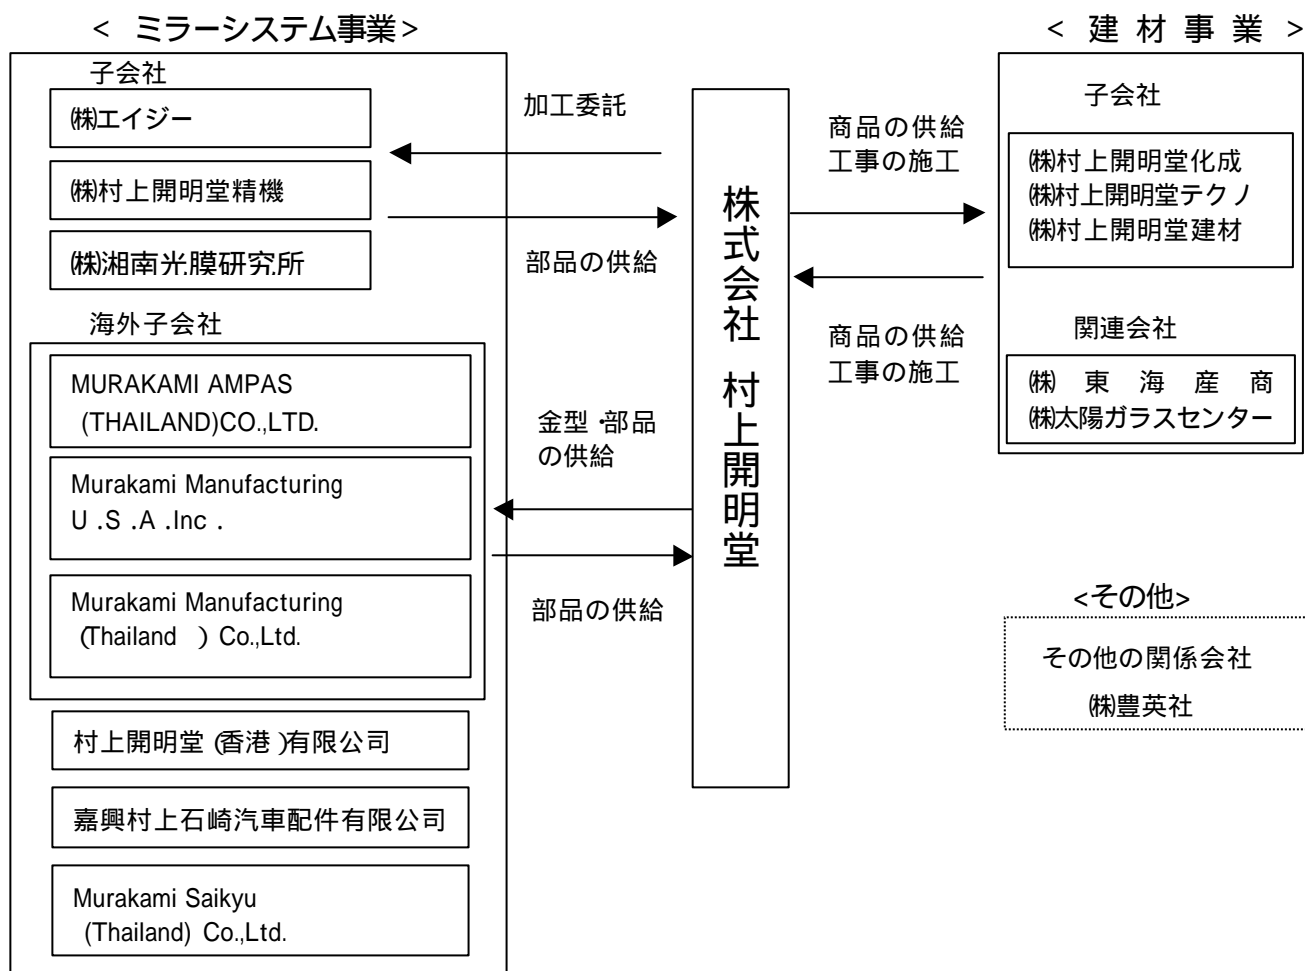 < ミラーシステム事業>
子会社
㈱エイジー
㈱村上開明堂精機
㈱湘南光膜研究所
海外子会社
MURAKAMI AMPAS
(THAILAND)CO.,LTD.
Murakami Manufacturing
U .S .A .Inc .
Murakami Manufacturing
(Thailand ) Co.,Ltd.
村上開明堂 (香港 )有限公司
嘉興村上石崎汽車配件有限公司
Murakami Saikyu
(Thailand) Co.,Ltd.
加工委託
部品の供給
金型・部品
の供給
部品の供給
株式会社 村上開明堂
商品の供給
工事の施工
商品の供給
工事の施工
< 建 材 事 業 >
子会社
㈱村上開明堂化成
㈱村上開明堂テクノ
㈱村上開明堂建材
関連会社
㈱ 東 海 産 商
㈱太陽ガラスセンター
<その他>
その他の関係会社
㈱豊英社